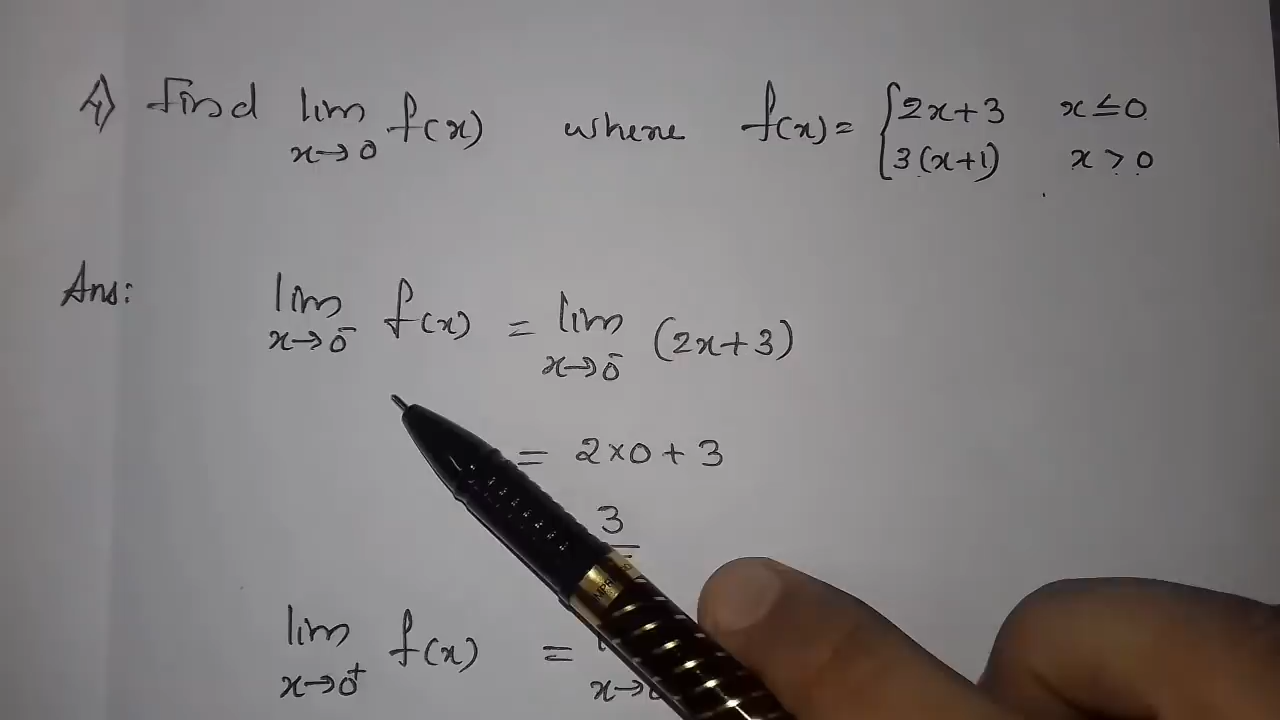 4) Find lim x→0 f(x) where f(x) = { 2x+3 x≤0
3(x+1) x>0
Ans: lim x→0⁻ f(x) = lim x→0⁻ (2x+3)
= 2×0+3
3
lim x→0⁺ f(x) =
x→